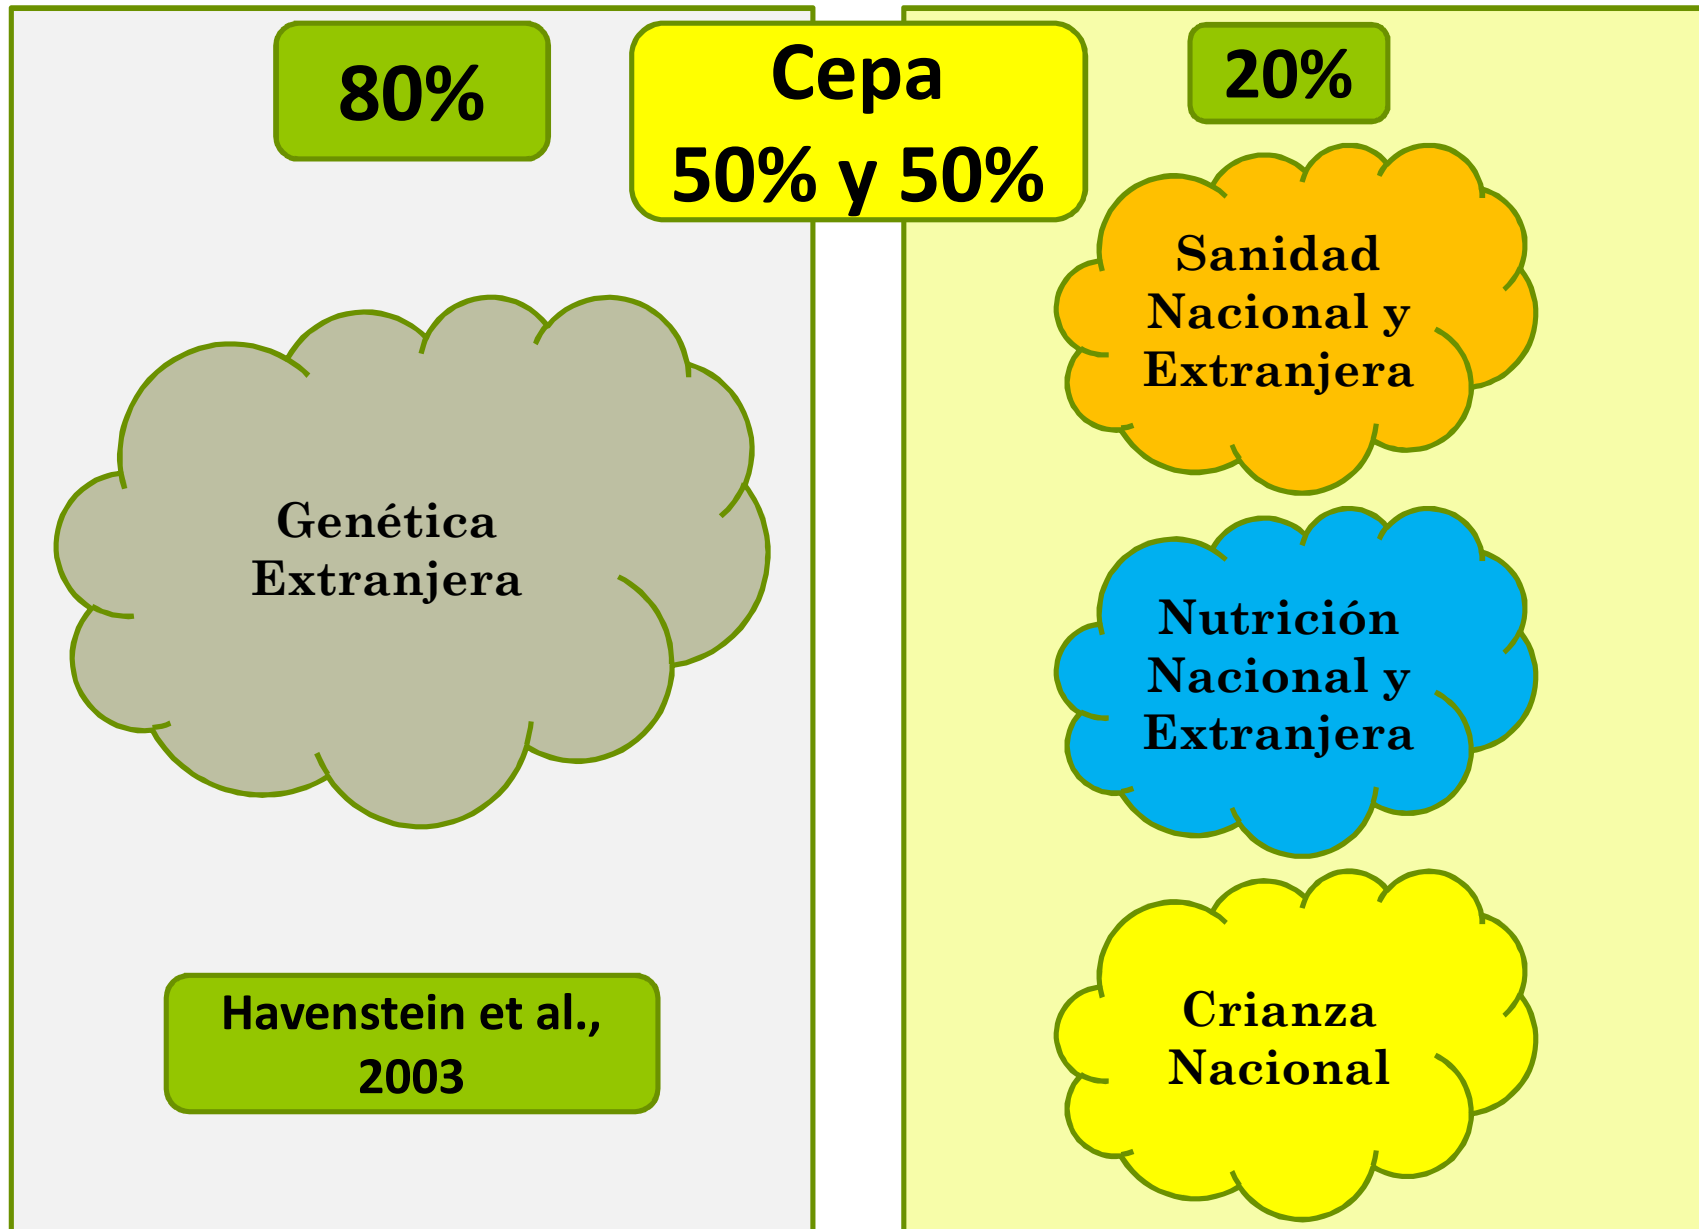 80%
Cepa
50% y 50%
20%
Genética
Extranjera
Havenstein et al.,
2003
Sanidad
Nacional y
Extranjera
Nutrición
Nacional y
Extranjera
Crianza
Nacional